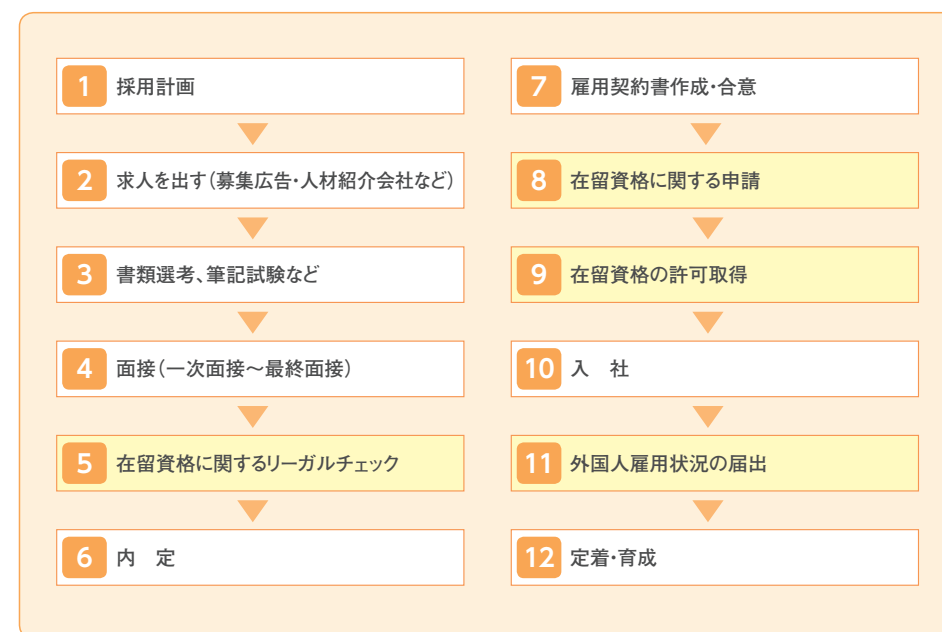 1 採用計画
2 求人を出す(募集広告・人材紹介会社など)
3 書類選考、筆記試験など
4 面接(一次面接~最終面接)
5 在留資格に関するリーガルチェック
6 内 定
7 雇用契約書作成・合意
8 在留資格に関する申請
9 在留資格の許可取得
10 入 社
11 外国人雇用状況の届出
12 定着・育成